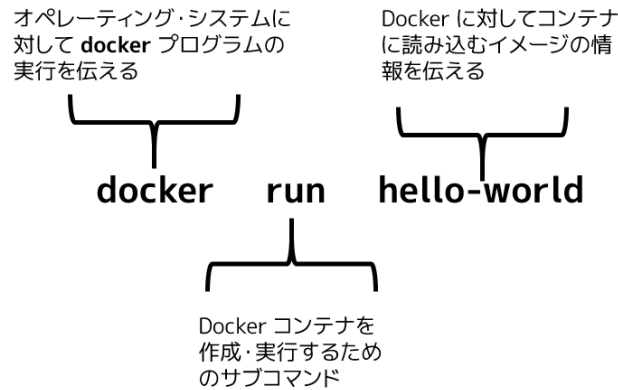 オペレーティング・システムに
対して docker プログラムの
実行を伝える
Docker に対してコンテナ
に読み込むイメージの情
報を伝える
docker run hello-world
Docker コンテナを
作成・実行するため
のサブコマンド